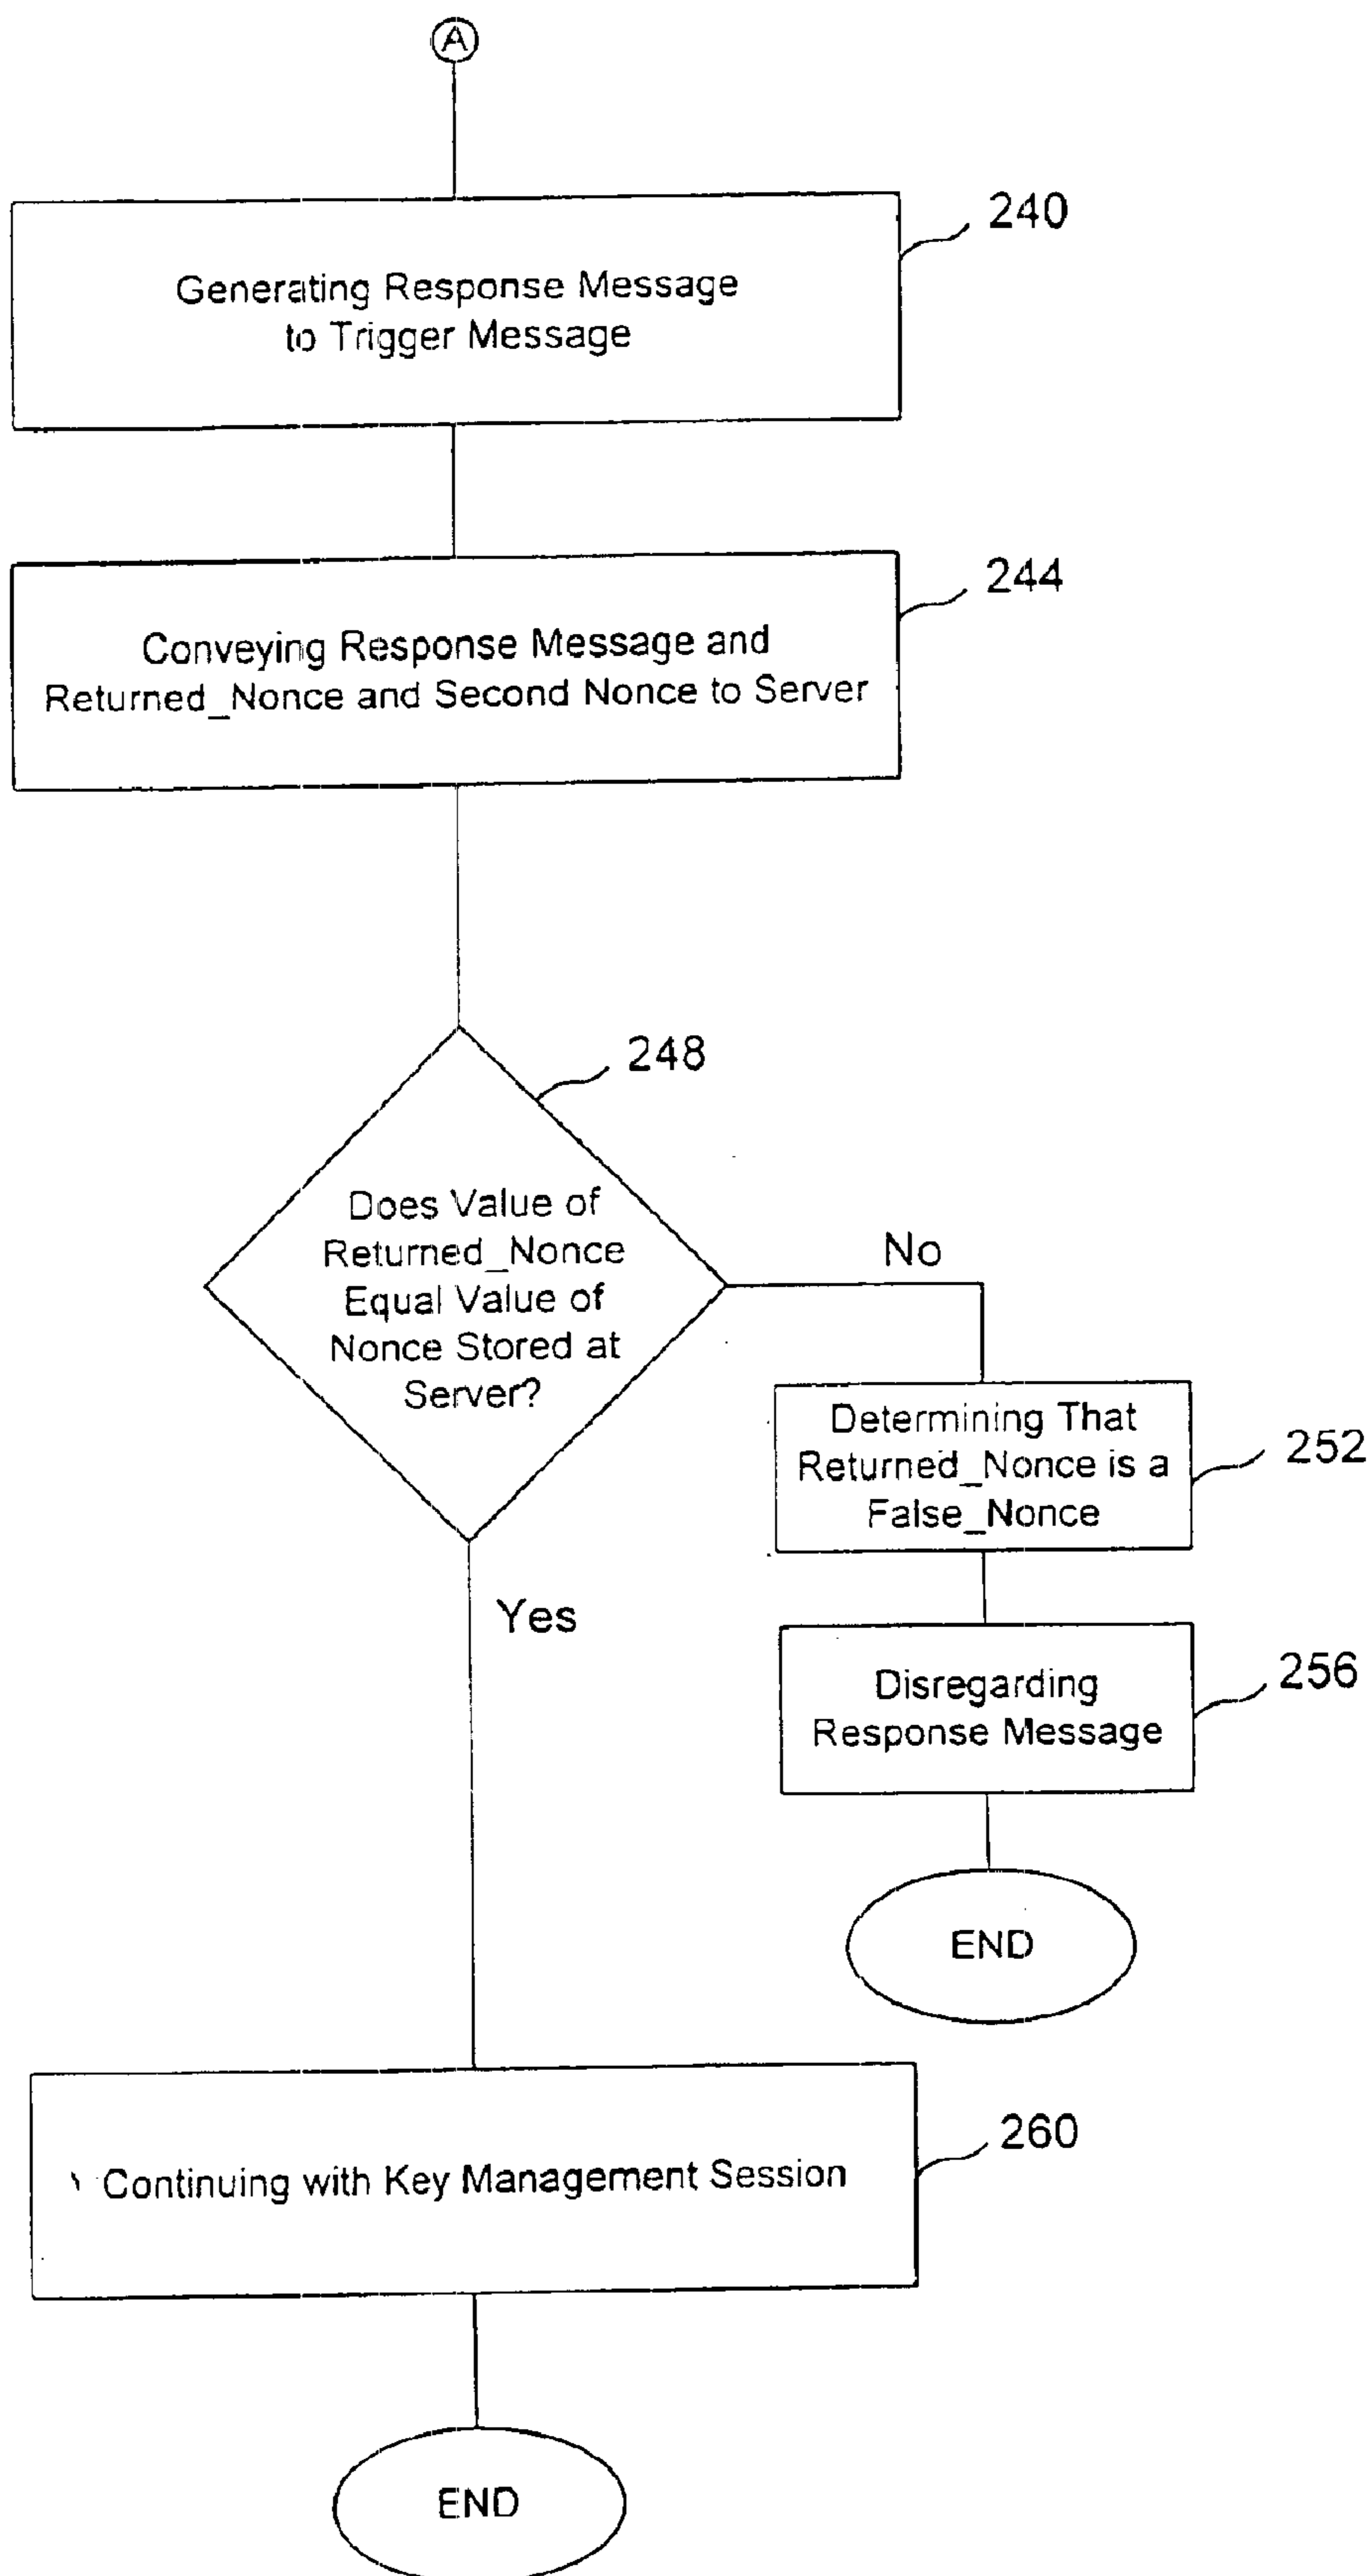 A
240
Generating Response Message
to Trigger Message
244
Conveying Response Message and
Returned_Nonce and Second Nonce to Server
248
Does Value of
Returned_Nonce
Equal Value of
Nonce Stored at
Server?
No
Determining That
Returned_Nonce is a
False_Nonce
252
Yes
Disregarding
Response Message
256
END
260
Continuing with Key Management Session
END